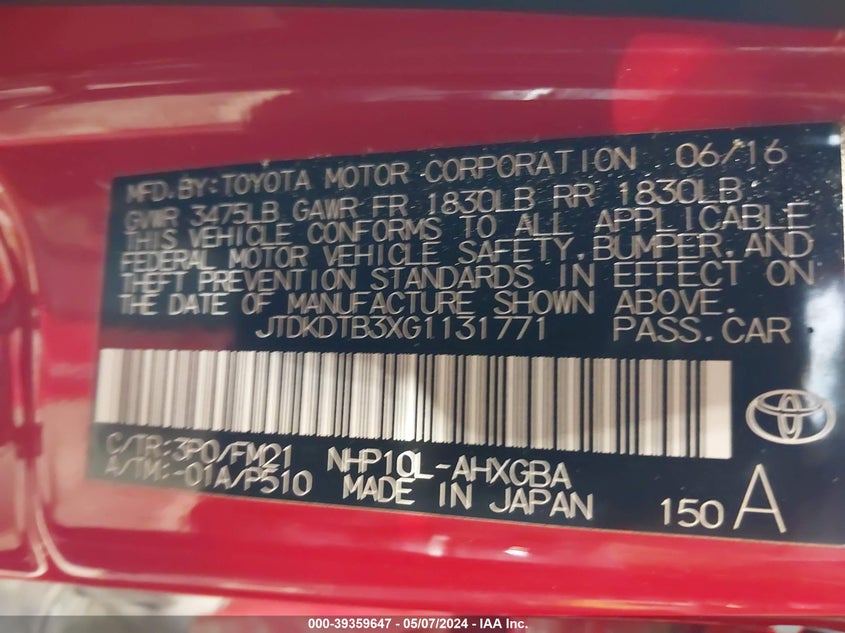 MFD.BY:TOYOTA MOTOR CORPORATION 06/16
GVWR 3475LB GAWR FR 1830LB RR 1830LB
THIS VEHICLE CONFORMS TO ALL APPLICABLE
FEDERAL MOTOR VEHICLE SAFETY,BUMPER,AND
THEFT PREVENTION STANDARDS IN EFFECT ON
THE DATE OF MANUFACTURE SHOWN ABOVE.
JTDKDTB3XG1131771 PASS.CAR
C/TR:3P0/FM21 NHP10L-AHXGBA
A/TM:-01A/P510 MADE IN JAPAN 150 A
000-39359647 / 05/07/2024 - IAA Inc.